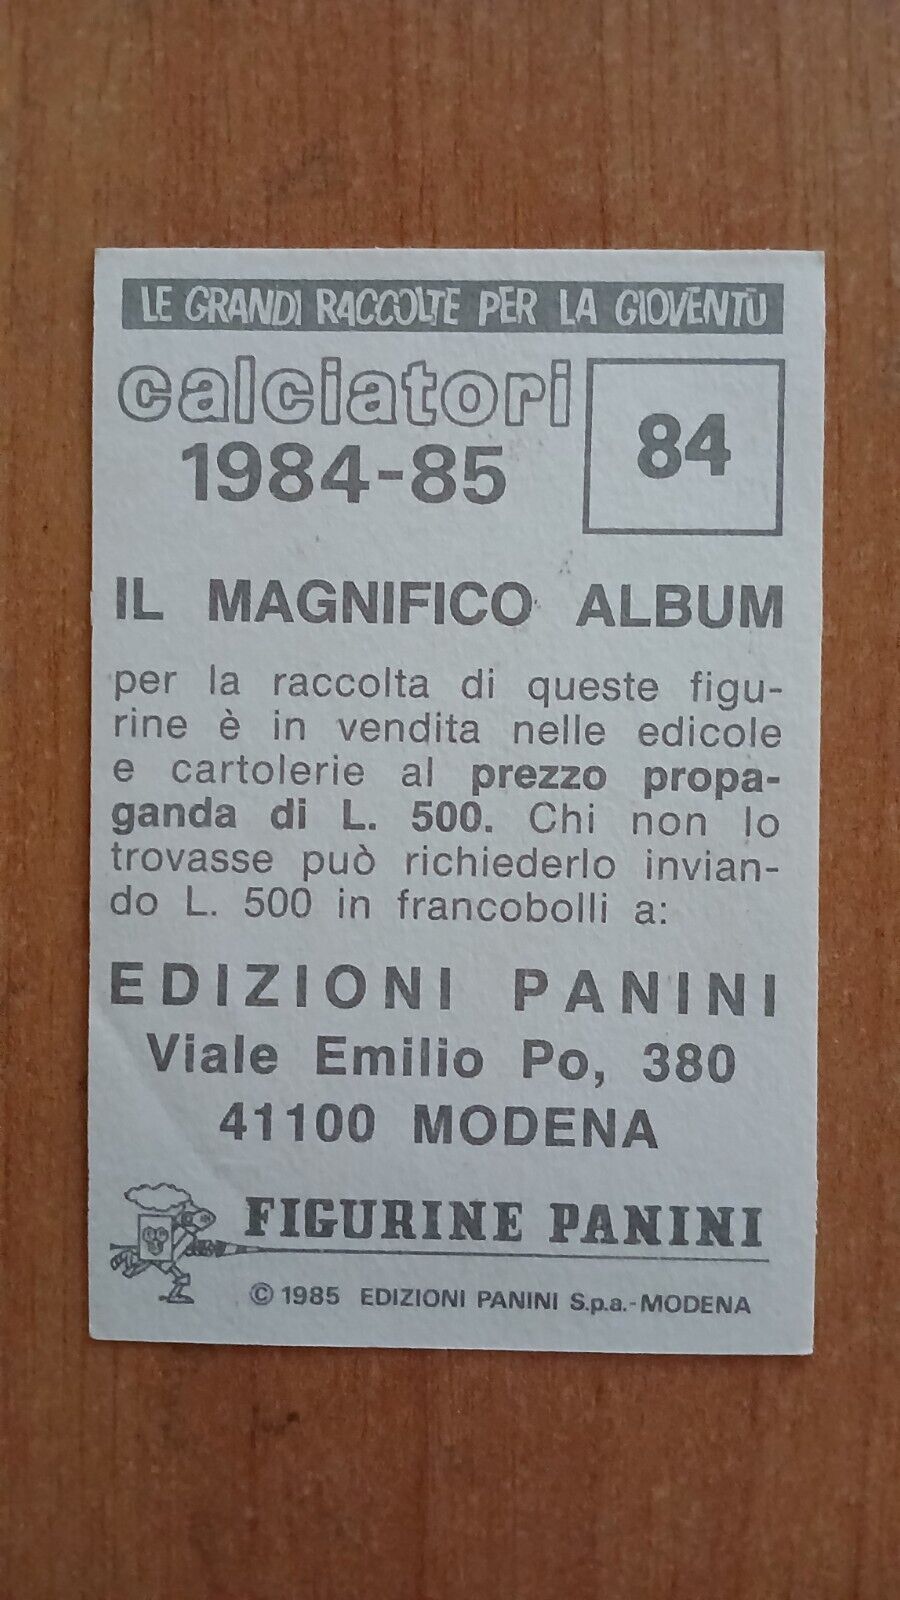 LE GRANDI RACCOLTE PER LA GIOVENTÙ
calciatori
1984-85
84
IL MAGNIFICO ALBUM
per la raccolta di queste figu-
rine è in vendita nelle edicole
e cartolerie al prezzo propa-
ganda di L. 500. Chi non lo
trovasse può richiederlo invian-
do L. 500 in francobolli a:
EDIZIONI PANINI
Viale Emilio Po, 380
41100 MODENA
FIGURINE PANINI
© 1985 EDIZIONI PANINI S.p.a.-MODENA